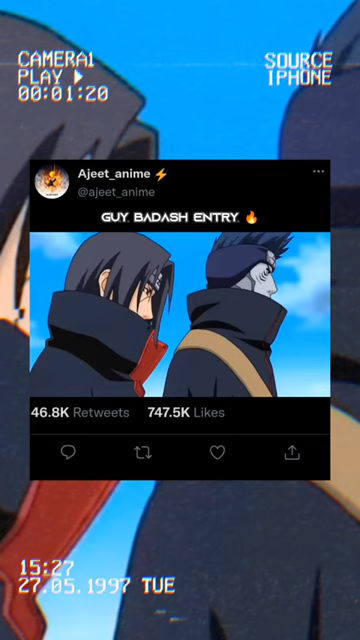 CAMERA1
PLAY
00:01:20
SOURCE
IPHONE
Ajeet_anime⚡
@ajeet_anime
GUY. BADASH ENTRY. 🔥
46.8K Retweets 747.5K Likes
15:27
27.05.1997 TUE